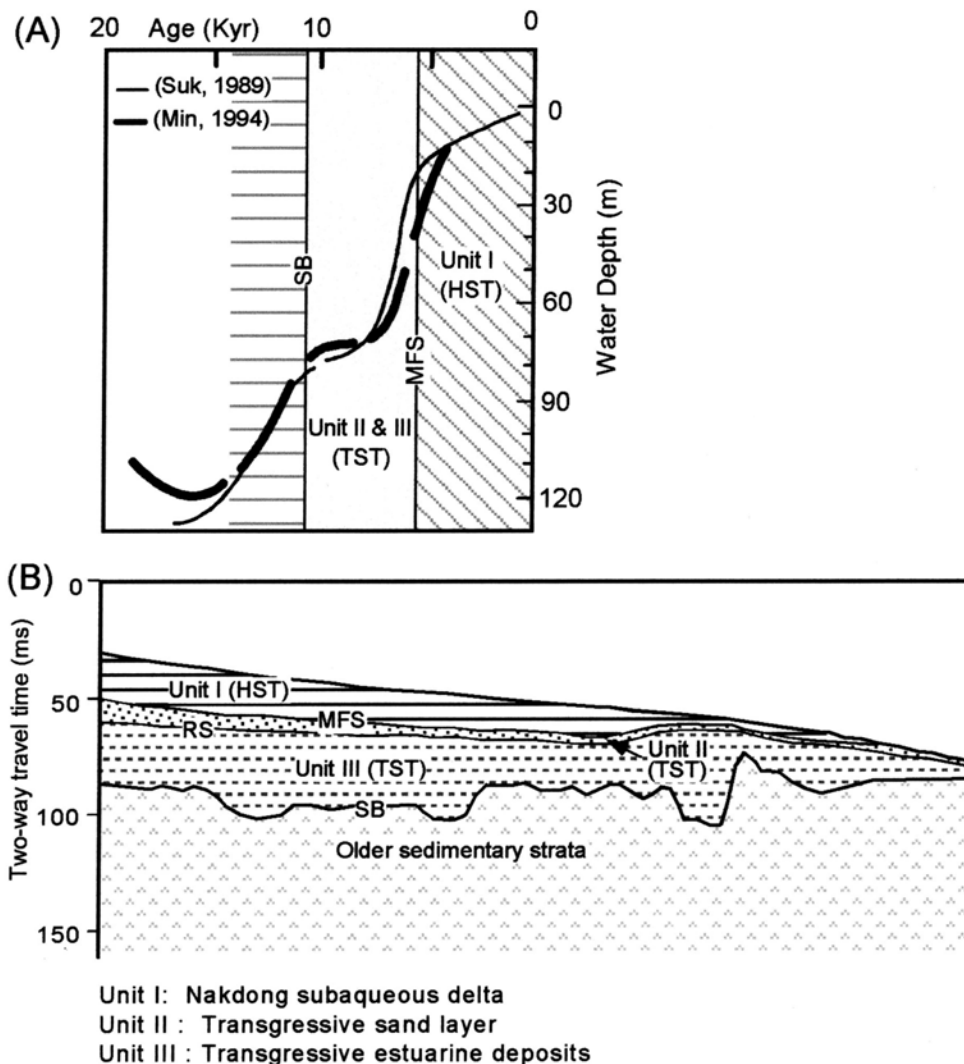 (A)
20 Age (Kyr) 10 0
(Suk, 1989)
(Min, 1994)
SB
MFS
Unit I
(HST)
Unit II & III
(TST)
0
30
60
90
120
Water Depth (m)
(B)
0
50
100
150
Two-way travel time (ms)
Unit I (HST)
MFS
RS
Unit II
(TST)
Unit III (TST)
SB
Older sedimentary strata
Unit I: Nakdong subaqueous delta
Unit II : Transgressive sand layer
Unit III : Transgressive estuarine deposits